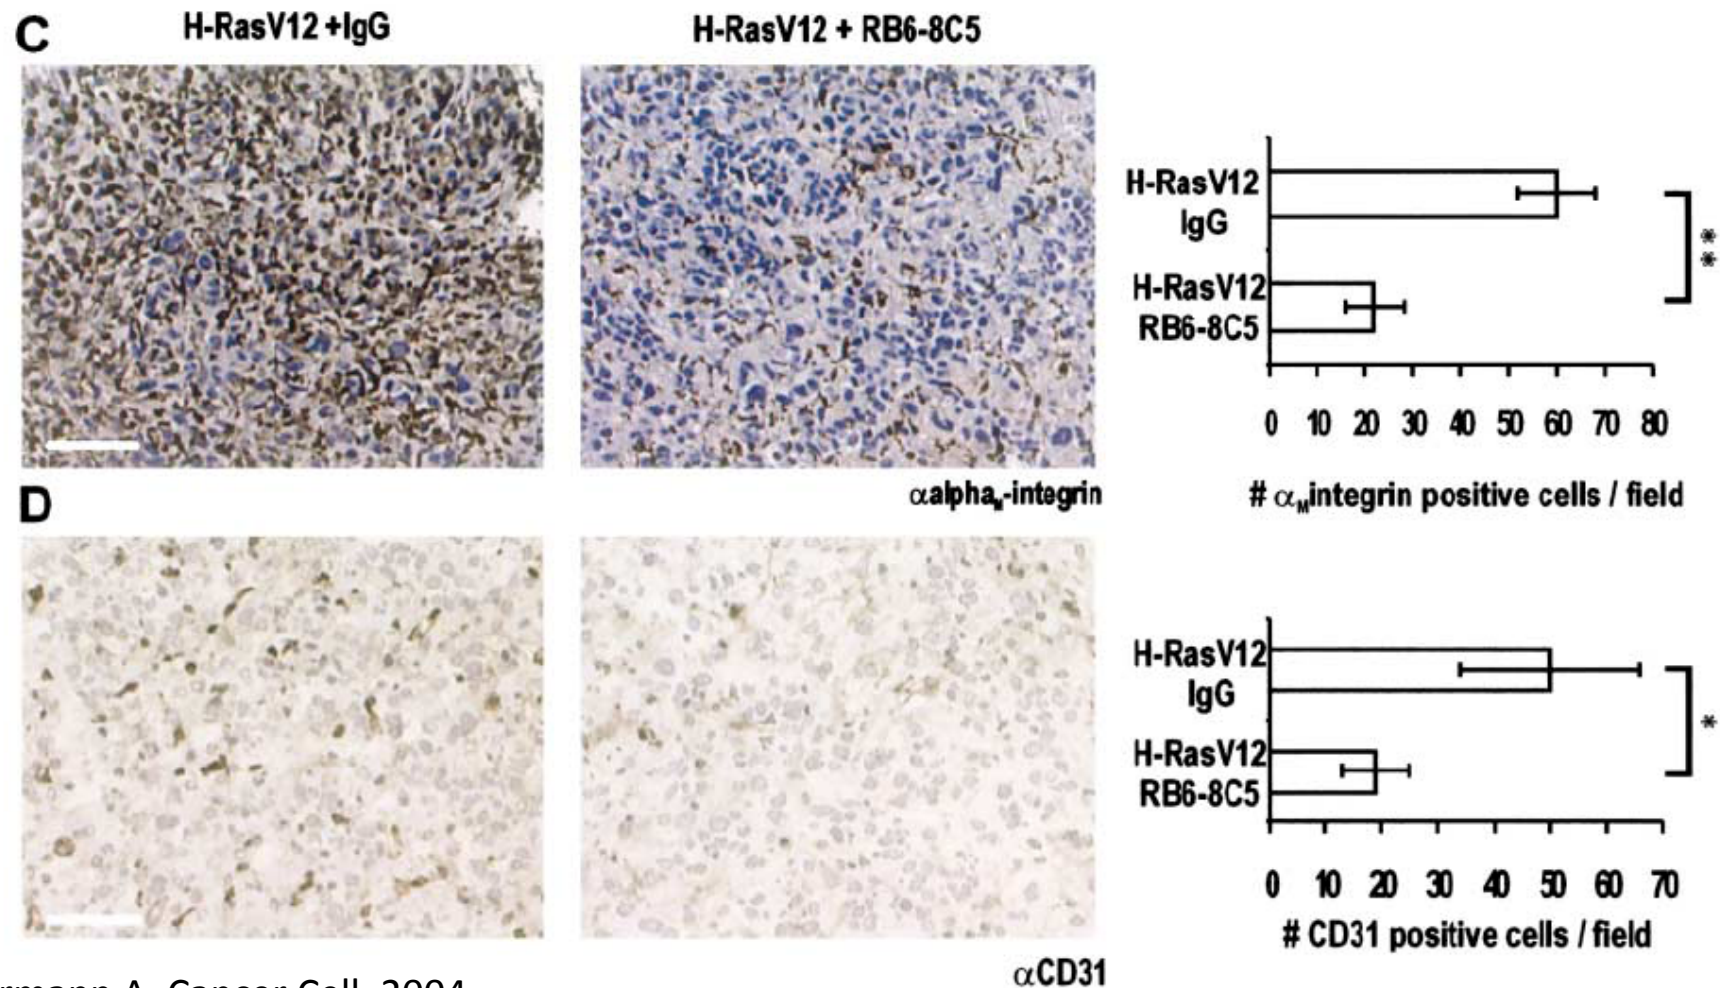 C
H-RasV12 +IgG
H-RasV12 + RB6-8C5
H-RasV12
IgG
H-RasV12
RB6-8C5
**
0 10 20 30 40 50 60 70 80
# αMintegrin positive cells / field
αalphaM-integrin
D
H-RasV12
IgG
H-RasV12
RB6-8C5
*
0 10 20 30 40 50 60 70
# CD31 positive cells / field
αCD31
A, Cancer Cell, 2004